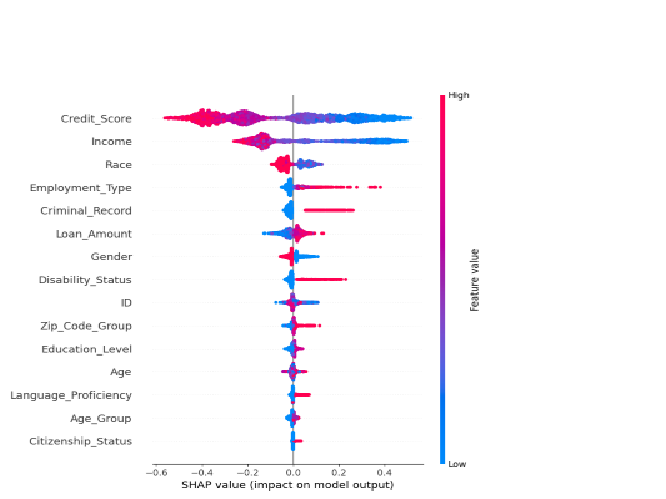 High
Credit_Score
Income
Race
Employment_Type
Criminal_Record
Loan_Amount
Gender
Disability_Status
ID
Zip_Code_Group
Education_Level
Age
Language_Proficiency
Age_Group
Citizenship_Status
Feature value
Low
−0.6 −0.4 −0.2 0.0 0.2 0.4
SHAP value (impact on model output)